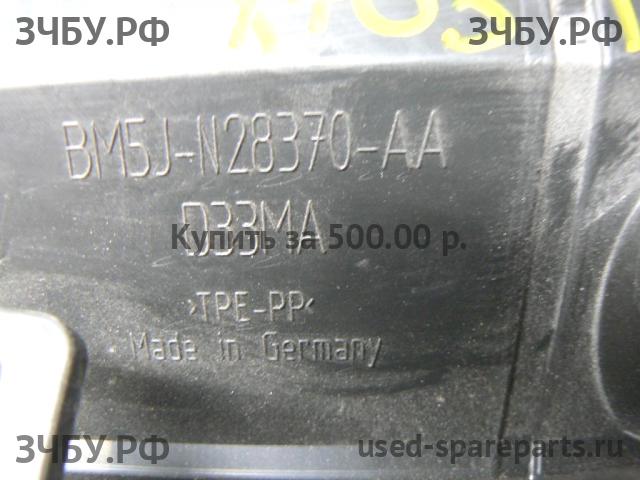 ЗЧБУ.РФ
ЗЧБУ.РФ
BM5J-N28370-AA
D33MA
Купить за 500.00 р.
>TPE-PP<
Made in Germany
ЗЧБУ.РФ
used-spareparts.ru